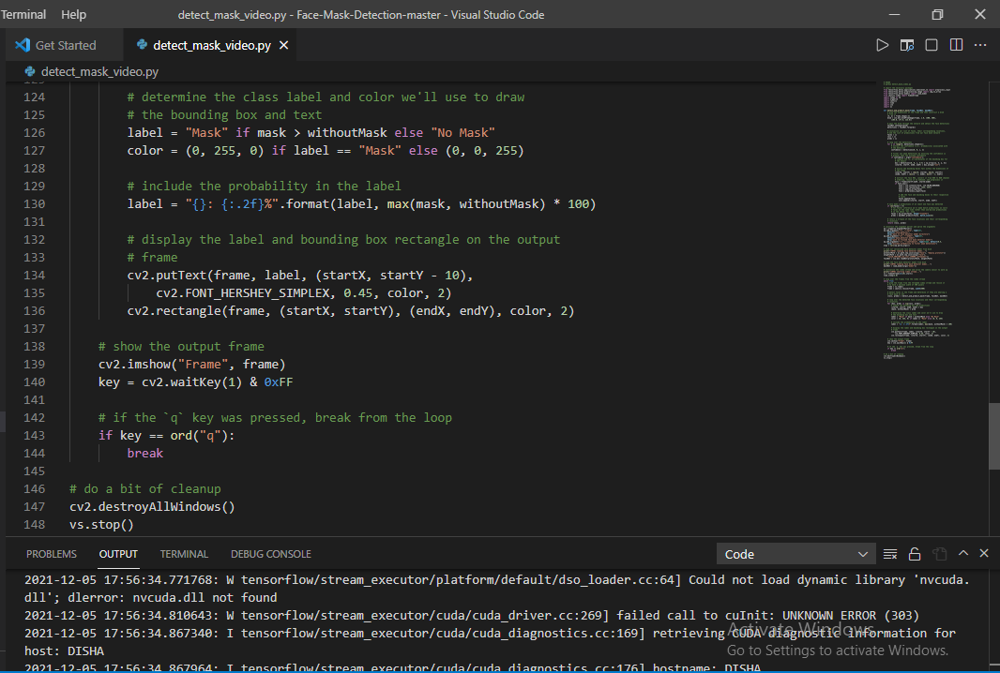 Terminal Help detect_mask_video.py - Face-Mask-Detection-master - Visual Studio Code
Get Started detect_mask_video.py
detect_mask_video.py
124 # determine the class label and color we'll use to draw
125 # the bounding box and text
126 label = "Mask" if mask > withoutMask else "No Mask"
127 color = (0, 255, 0) if label == "Mask" else (0, 0, 255)
128
129 # include the probability in the label
130 label = "{}: {:.2f}%".format(label, max(mask, withoutMask) * 100)
131
132 # display the label and bounding box rectangle on the output
133 # frame
134 cv2.putText(frame, label, (startX, startY - 10),
135 cv2.FONT_HERSHEY_SIMPLEX, 0.45, color, 2)
136 cv2.rectangle(frame, (startX, startY), (endX, endY), color, 2)
137
138 # show the output frame
139 cv2.imshow("Frame", frame)
140 key = cv2.waitKey(1) & 0xFF
141
142 # if the `q` key was pressed, break from the loop
143 if key == ord("q"):
144 break
145
146 # do a bit of cleanup
147 cv2.destroyAllWindows()
148 vs.stop()
PROBLEMS OUTPUT TERMINAL DEBUG CONSOLE Code
2021-12-05 17:56:34.771768: W tensorflow/stream_executor/platform/default/dso_loader.cc:64] Could not load dynamic library 'nvcuda.
dll'; dlerror: nvcuda.dll not found
2021-12-05 17:56:34.810643: W tensorflow/stream_executor/cuda/cuda_driver.cc:269] failed call to cuInit: UNKNOWN ERROR (303)
2021-12-05 17:56:34.867340: I tensorflow/stream_executor/cuda/cuda_diagnostics.cc:169] retrieving CUDA diagnostic information for
host: DISHA
2021-12-05 17:56:34.867964: I tensorflow/stream_executor/cuda/cuda_diagnostics.cc:176] hostname: DISHA
Activate Windows
Go to Settings to activate Windows.